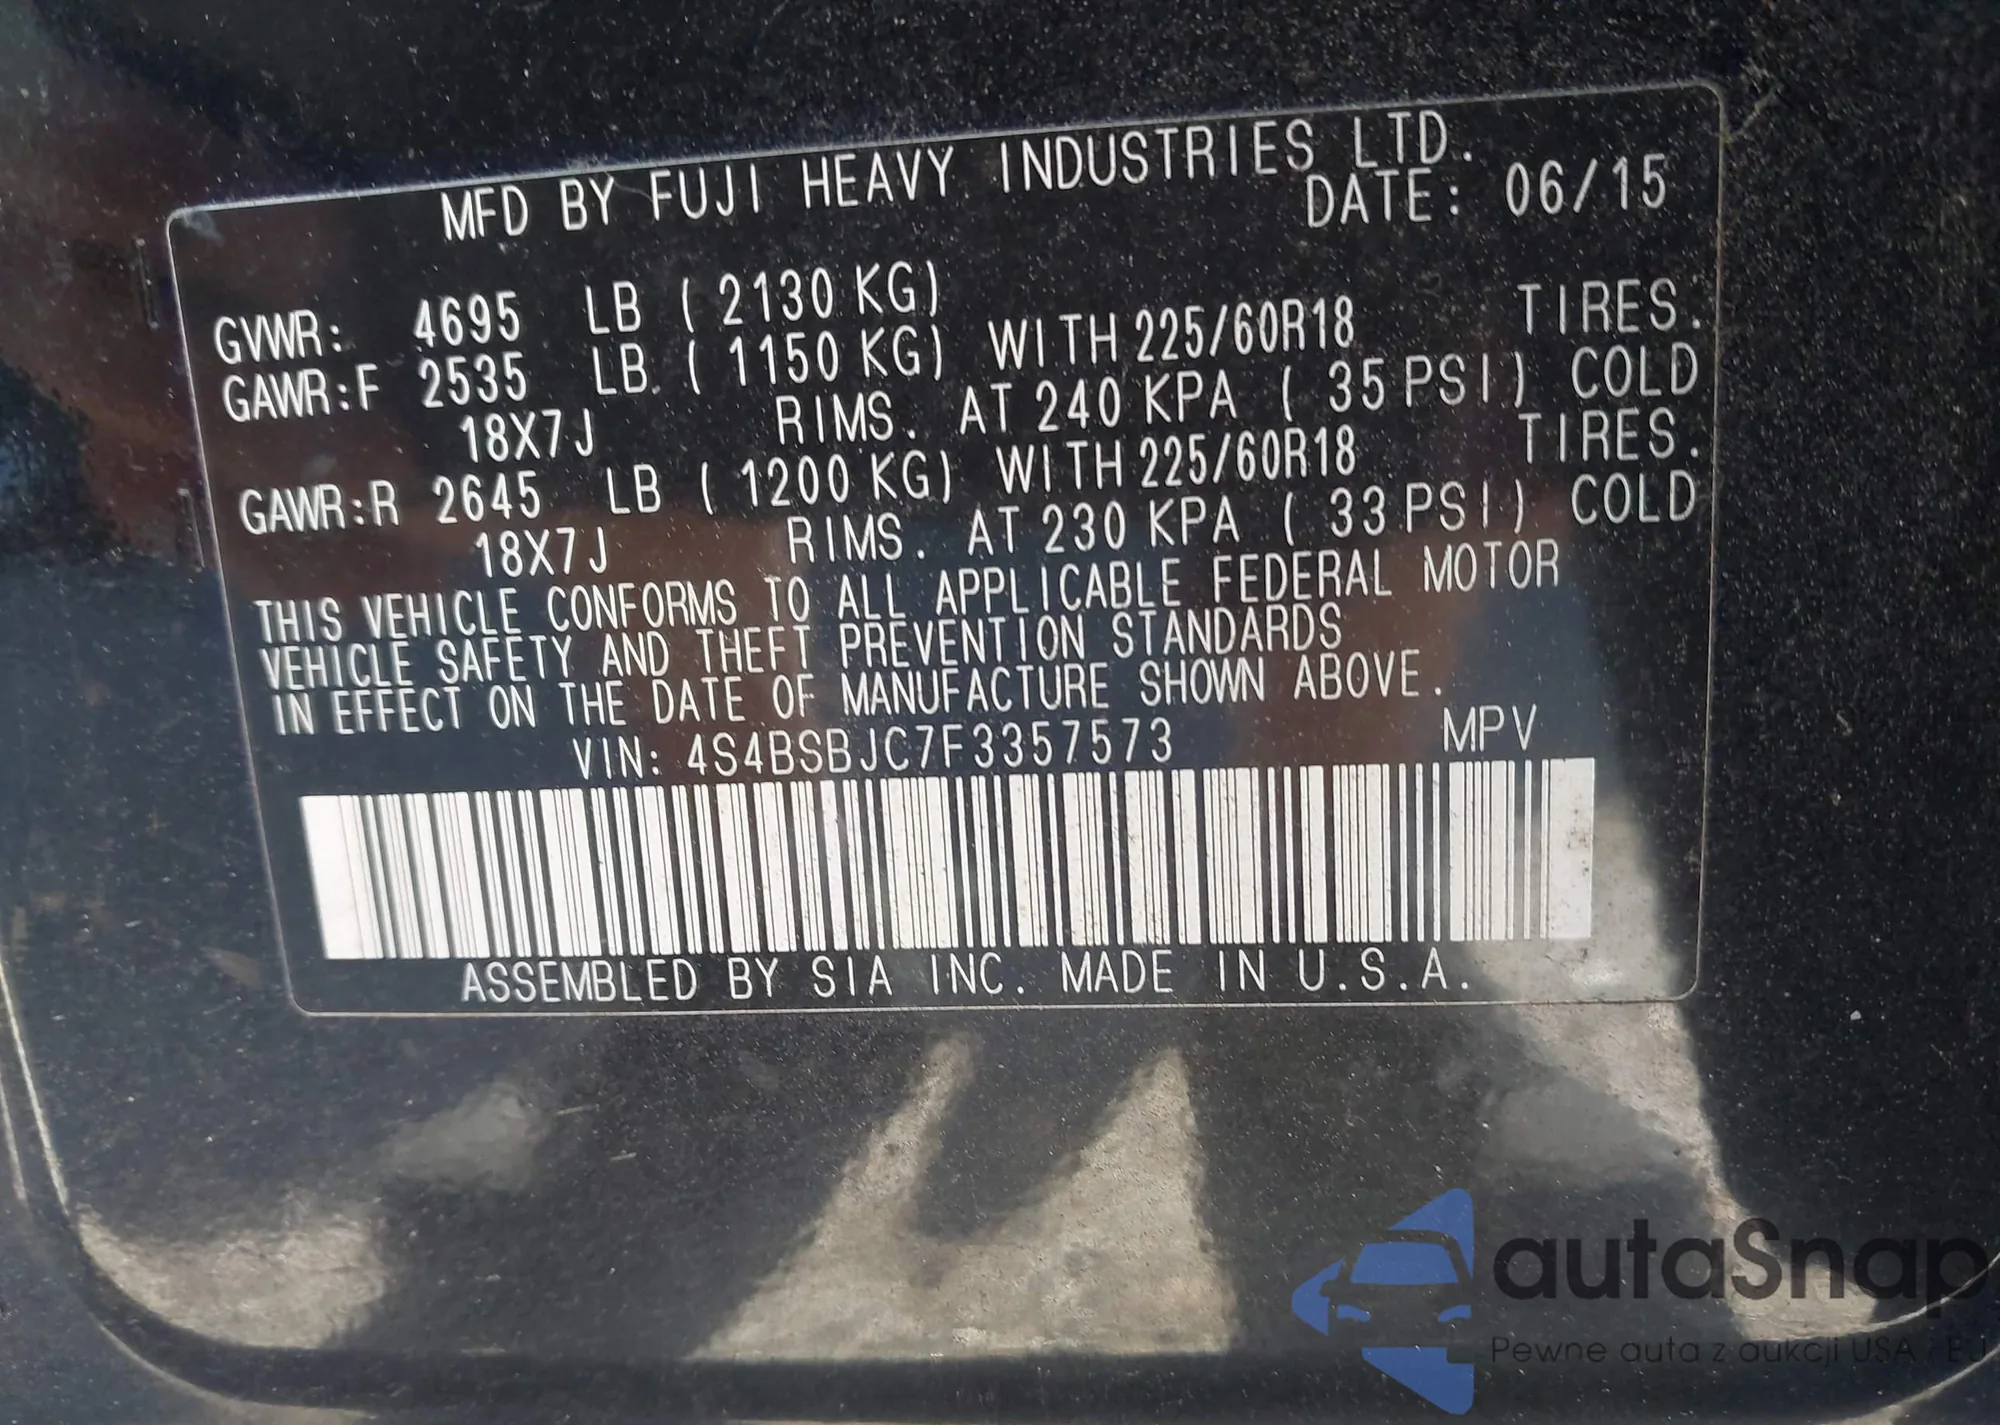 MFD BY FUJI HEAVY INDUSTRIES LTD.
DATE: 06/15
GVWR: 4695 LB ( 2130 KG)
GAWR:F 2535 LB ( 1150 KG) WITH 225/60R18 TIRES.
18X7J RIMS. AT 240 KPA ( 35 PSI) COLD
GAWR:R 2645 LB ( 1200 KG) WITH 225/60R18 TIRES.
18X7J RIMS. AT 230 KPA ( 33 PSI) COLD
THIS VEHICLE CONFORMS TO ALL APPLICABLE FEDERAL MOTOR
VEHICLE SAFETY AND THEFT PREVENTION STANDARDS
IN EFFECT ON THE DATE OF MANUFACTURE SHOWN ABOVE.
VIN: 4S4BSBJC7F3357573 MPV
ASSEMBLED BY SIA INC. MADE IN U.S.A.
autaSnap
Pewne auta z aukcji USA